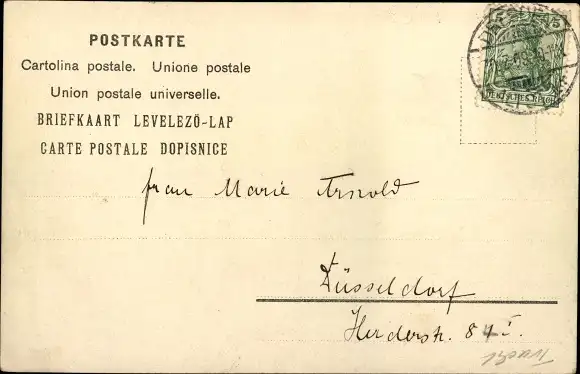 POSTKARTE
Cartolina postale. Unione postale
Union postale universelle.
BRIEFKAART LEVELEZŐ-LAP
CARTE POSTALE DOPISNICE
5
DEUTSCHES REICH
Frau Marie Arnold
Düsseldorf
Herderstr. 84 I.